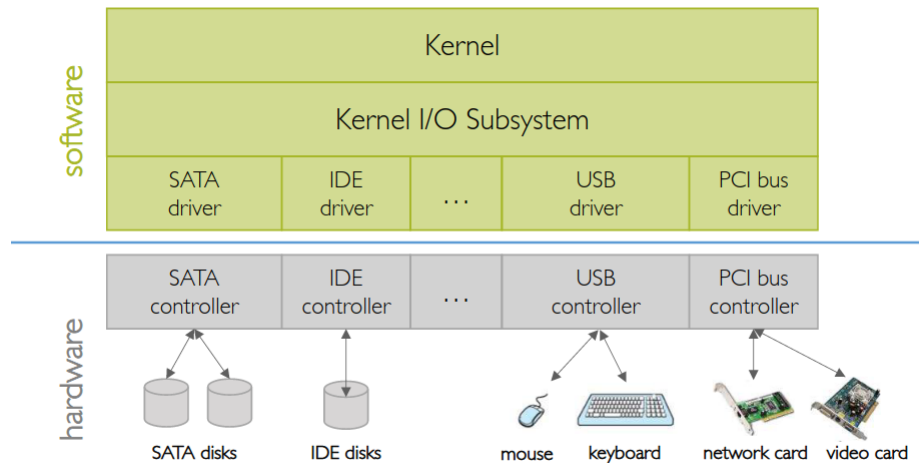 software
Kernel
Kernel I/O Subsystem
SATA
driver
IDE
driver
...
USB
driver
PCI bus
driver
hardware
SATA
controller
IDE
controller
...
USB
controller
PCI bus
controller
SATA disks
IDE disks
mouse
keyboard
network card
video card